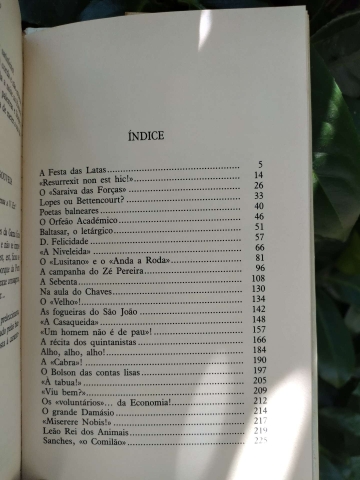 ÍNDICE
A Festa das Latas 5
«Resurrexit non est hic!» 14
O «Saraiva das Forças» 26
Lopes ou Bettencourt? 33
Poetas balneares 40
O Orfeão Académico 46
Baltasar, o letárgico 51
D. Felicidade 57
«A Niveleida» 66
O «Lusitano» e o «Anda a Roda» 81
A campanha do Zé Pereira 96
A Sebenta 108
Na aula do Chaves 130
O «Velho»! 134
As fogueiras do São João 142
«A Casaqueida» 148
«Um homem não é de pau»! 157
A récita dos quintanistas 166
Alho, alho, alho! 184
A «Cabra»! 190
O Bolson das contas lisas 197
«À tabua!» 205
«Viu bem?» 209
Os «voluntários»... da Economia! 212
O grande Damásio 214
«Miserere Nobis!» 217
Leão Rei dos Animais 219
Sanches, «o Comilão» 225